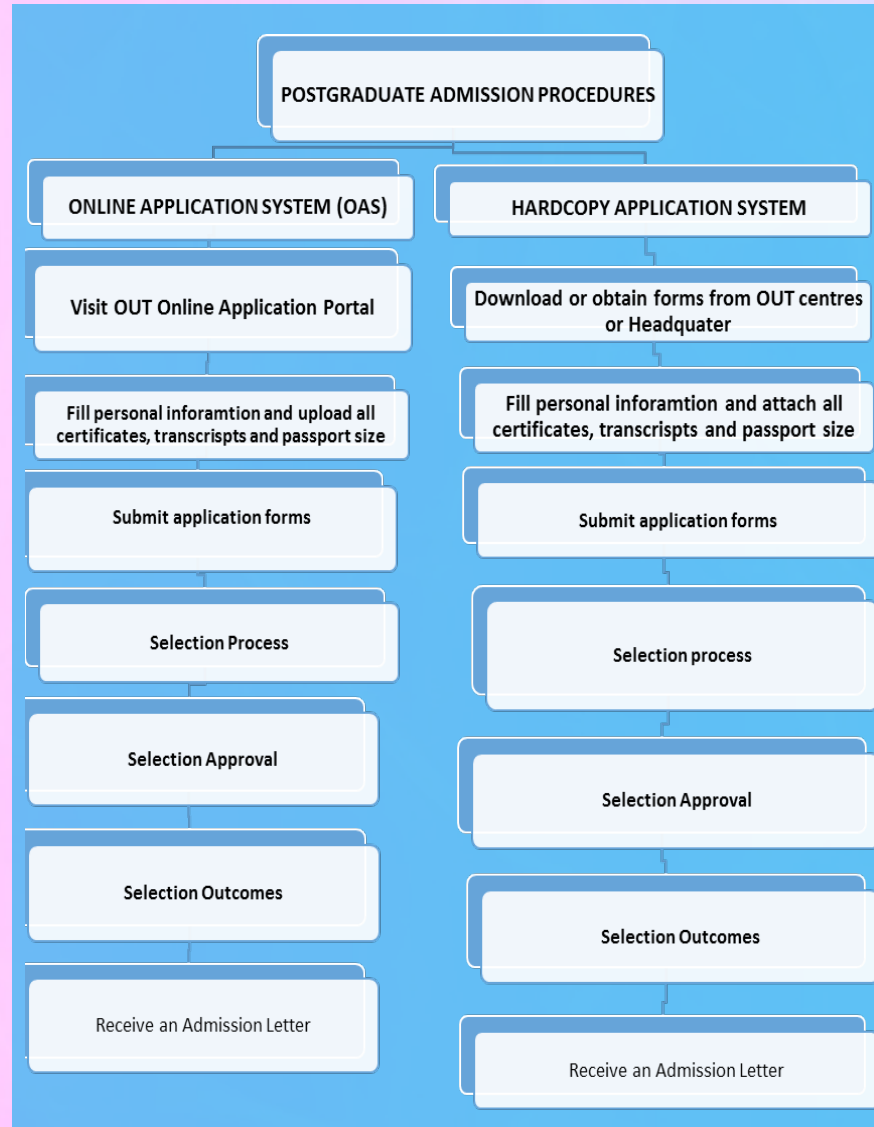 POSTGRADUATE ADMISSION PROCEDURES
ONLINE APPLICATION SYSTEM (OAS)
Visit OUT Online Application Portal
Fill personal inforamtion and upload all
certificates, transcrispts and passport size
Submit application forms
Selection Process
Selection Approval
Selection Outcomes
Receive an Admission Letter
HARDCOPY APPLICATION SYSTEM
Download or obtain forms from OUT centres
or Headquater
Fill personal inforamtion and attach all
certificates, transcrispts and passport size
Submit application forms
Selection process
Selection Approval
Selection Outcomes
Receive an Admission Letter